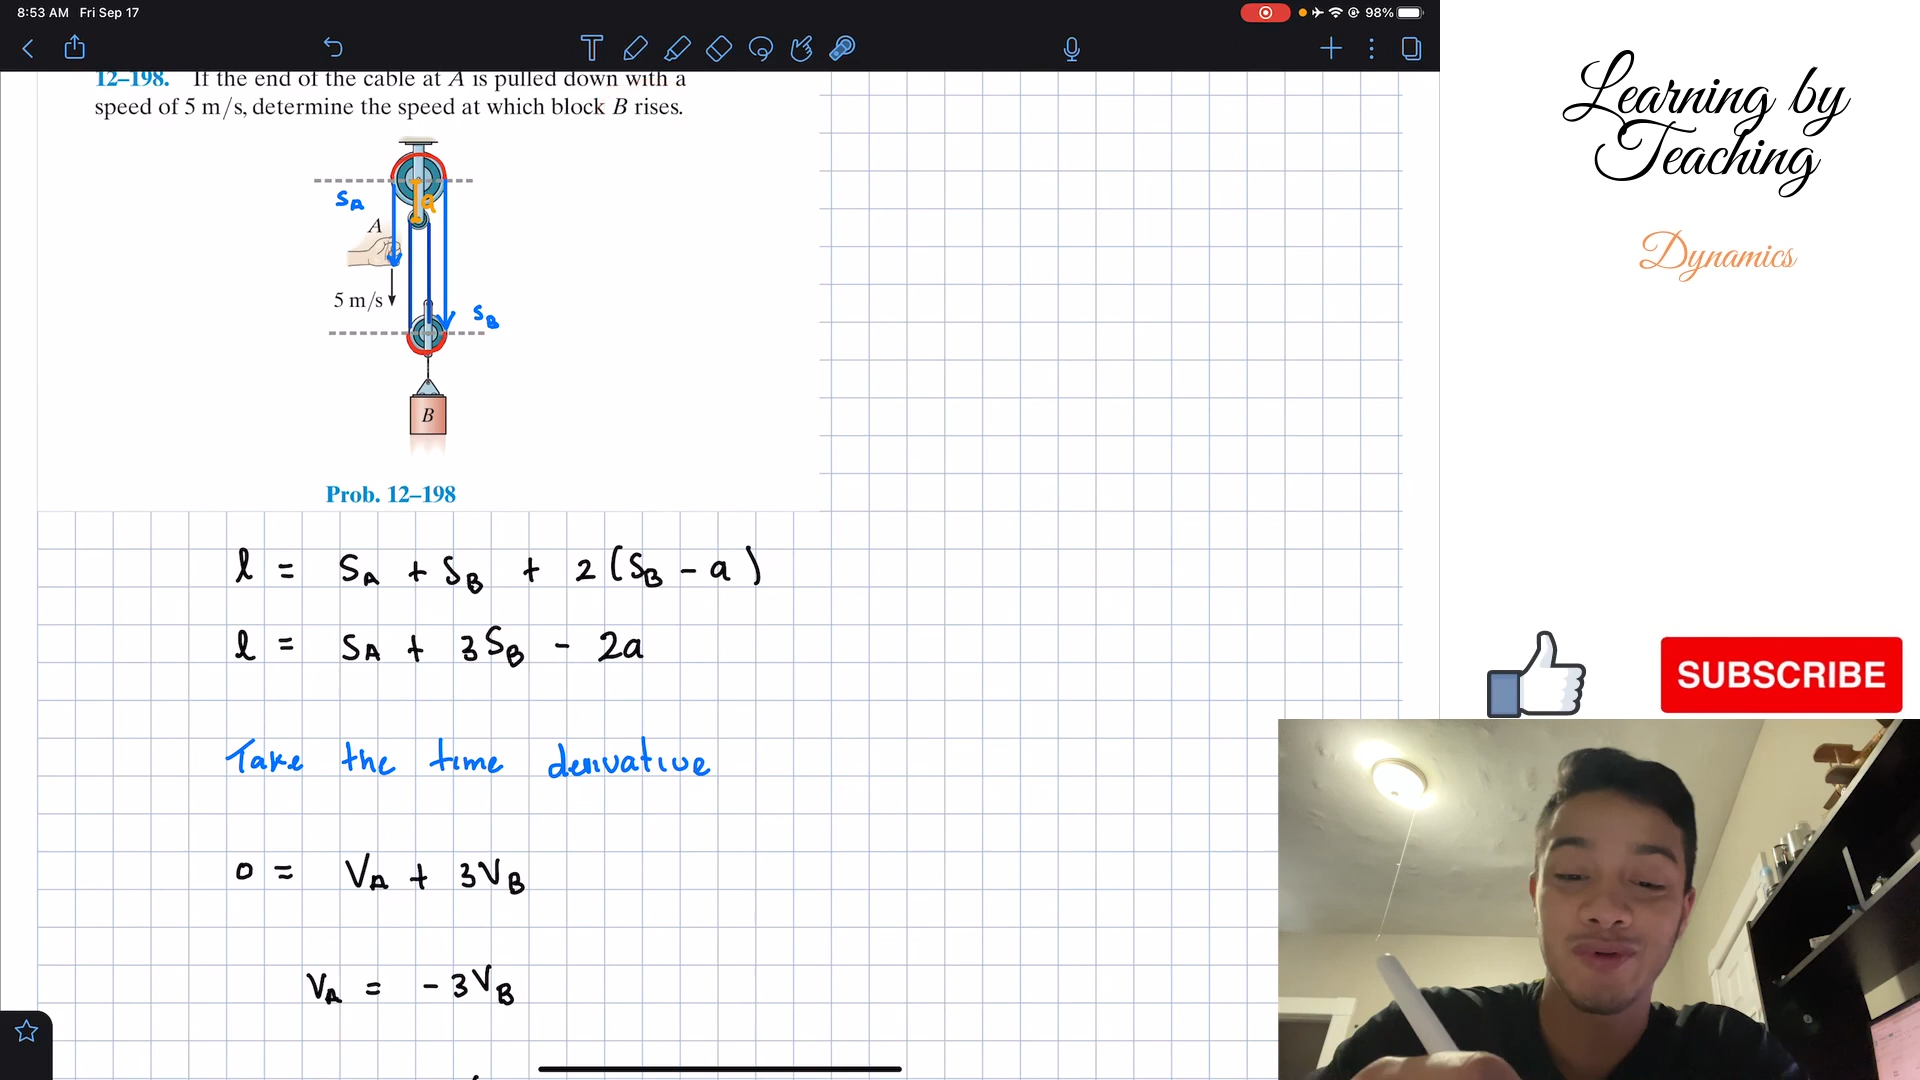 8:53 AM Fri Sep 17
98%
12–198. If the end of the cable at A is pulled down with a
speed of 5 m/s, determine the speed at which block B rises.
SA
a
A
5 m/s
SB
B
Prob. 12–198
l = SA + SB + 2(SB - a)
l = SA + 3SB - 2a
Take the time derivative
0 = VA + 3VB
VA = -3VB
Learning by
Teaching
Dynamics
SUBSCRIBE